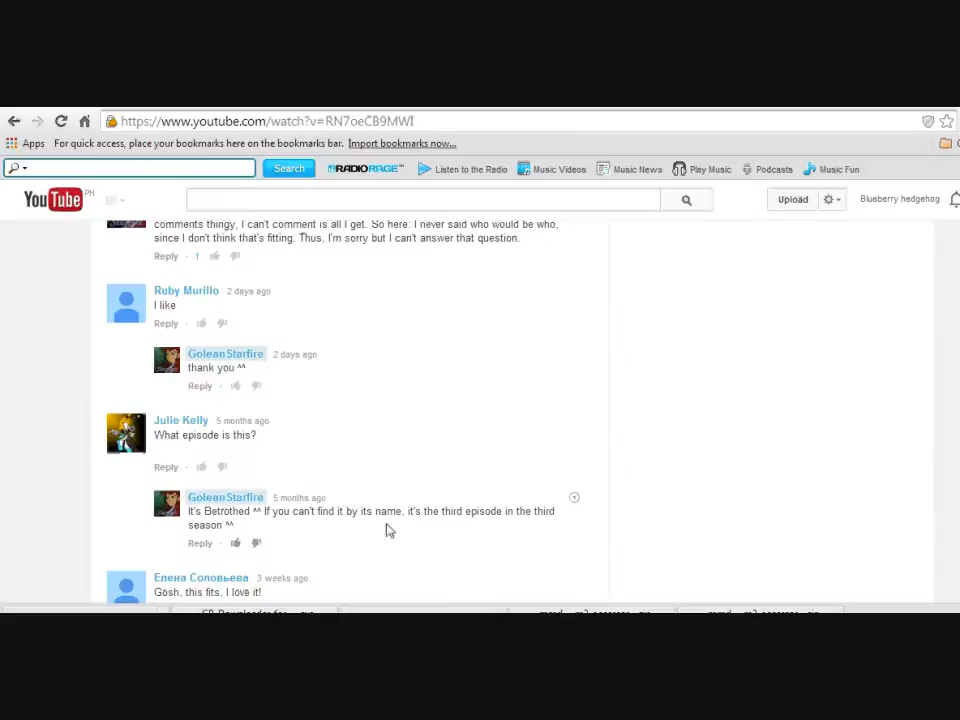 https://www.youtube.com/watch?v=RN7oeCB9MWI
Apps For quick access, place your bookmarks here on the bookmarks bar. Import bookmarks now...
Search RADIORAGE™ Listen to the Radio Music Videos Music News Play Music Podcasts Music Fun
YouTube PH Upload Blueberry hedgehog
comments thingy, I can't comment is all I get. So here: I never said who would be who,
since I don't think that's fitting. Thus, I'm sorry but I can't answer that question.
Reply · 1
Ruby Murillo 2 days ago
I like
Reply ·
GoleanStarfire 2 days ago
thank you ^^
Reply ·
Julie Kelly 5 months ago
What episode is this?
Reply ·
GoleanStarfire 5 months ago
It's Betrothed ^^ If you can't find it by its name, it's the third episode in the third
season ^^
Reply ·
Елена Соловьева 3 weeks ago
Gosh, this fits, I love it!